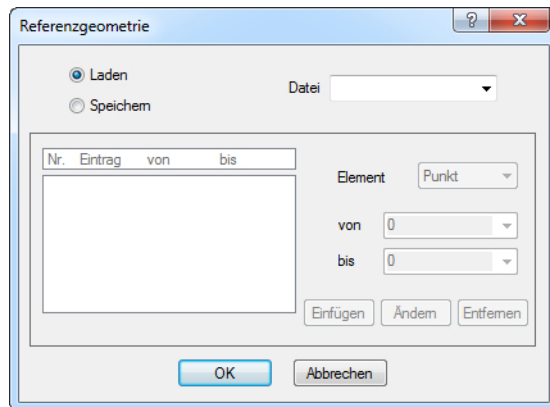 Referenzgeometrie
Laden
Speichern
Datei
Nr. Eintrag von bis
Element Punkt
von 0
bis 0
Einfügen Ändern Entfernen
OK Abbrechen